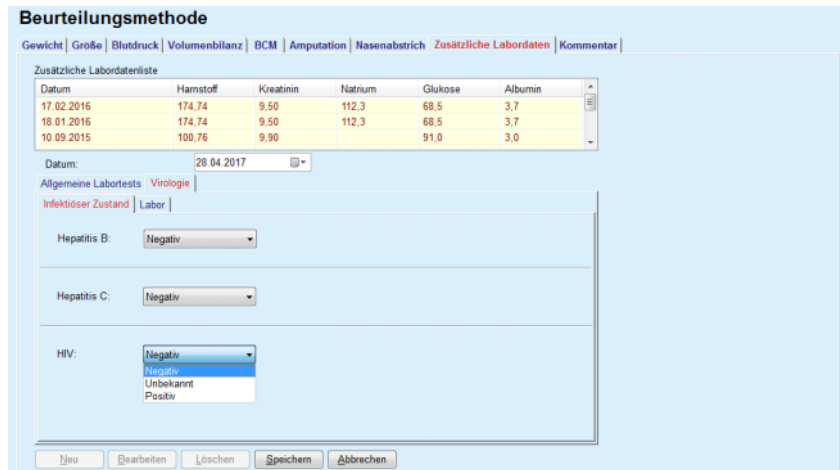 Beurteilungsmethode
Gewicht Größe Blutdruck Volumenbilanz BCM Amputation Nasenabstrich Zusätzliche Labordaten Kommentar
Zusätzliche Labordatenliste
Datum Harnstoff Kreatinin Natrium Glukose Albumin
17.02.2016 174,74 9,50 112,3 68,5 3,7
18.01.2016 174,74 9,50 112,3 68,5 3,7
10.09.2015 100,76 9,90 91,0 3,0
Datum: 28.04.2017
Allgemeine Labortests Virologie
Infektiöser Zustand Labor
Hepatitis B: Negativ
Hepatitis C: Negativ
HIV: Negativ
Negativ
Unbekannt
Positiv
Neu Bearbeiten Löschen Speichern Abbrechen